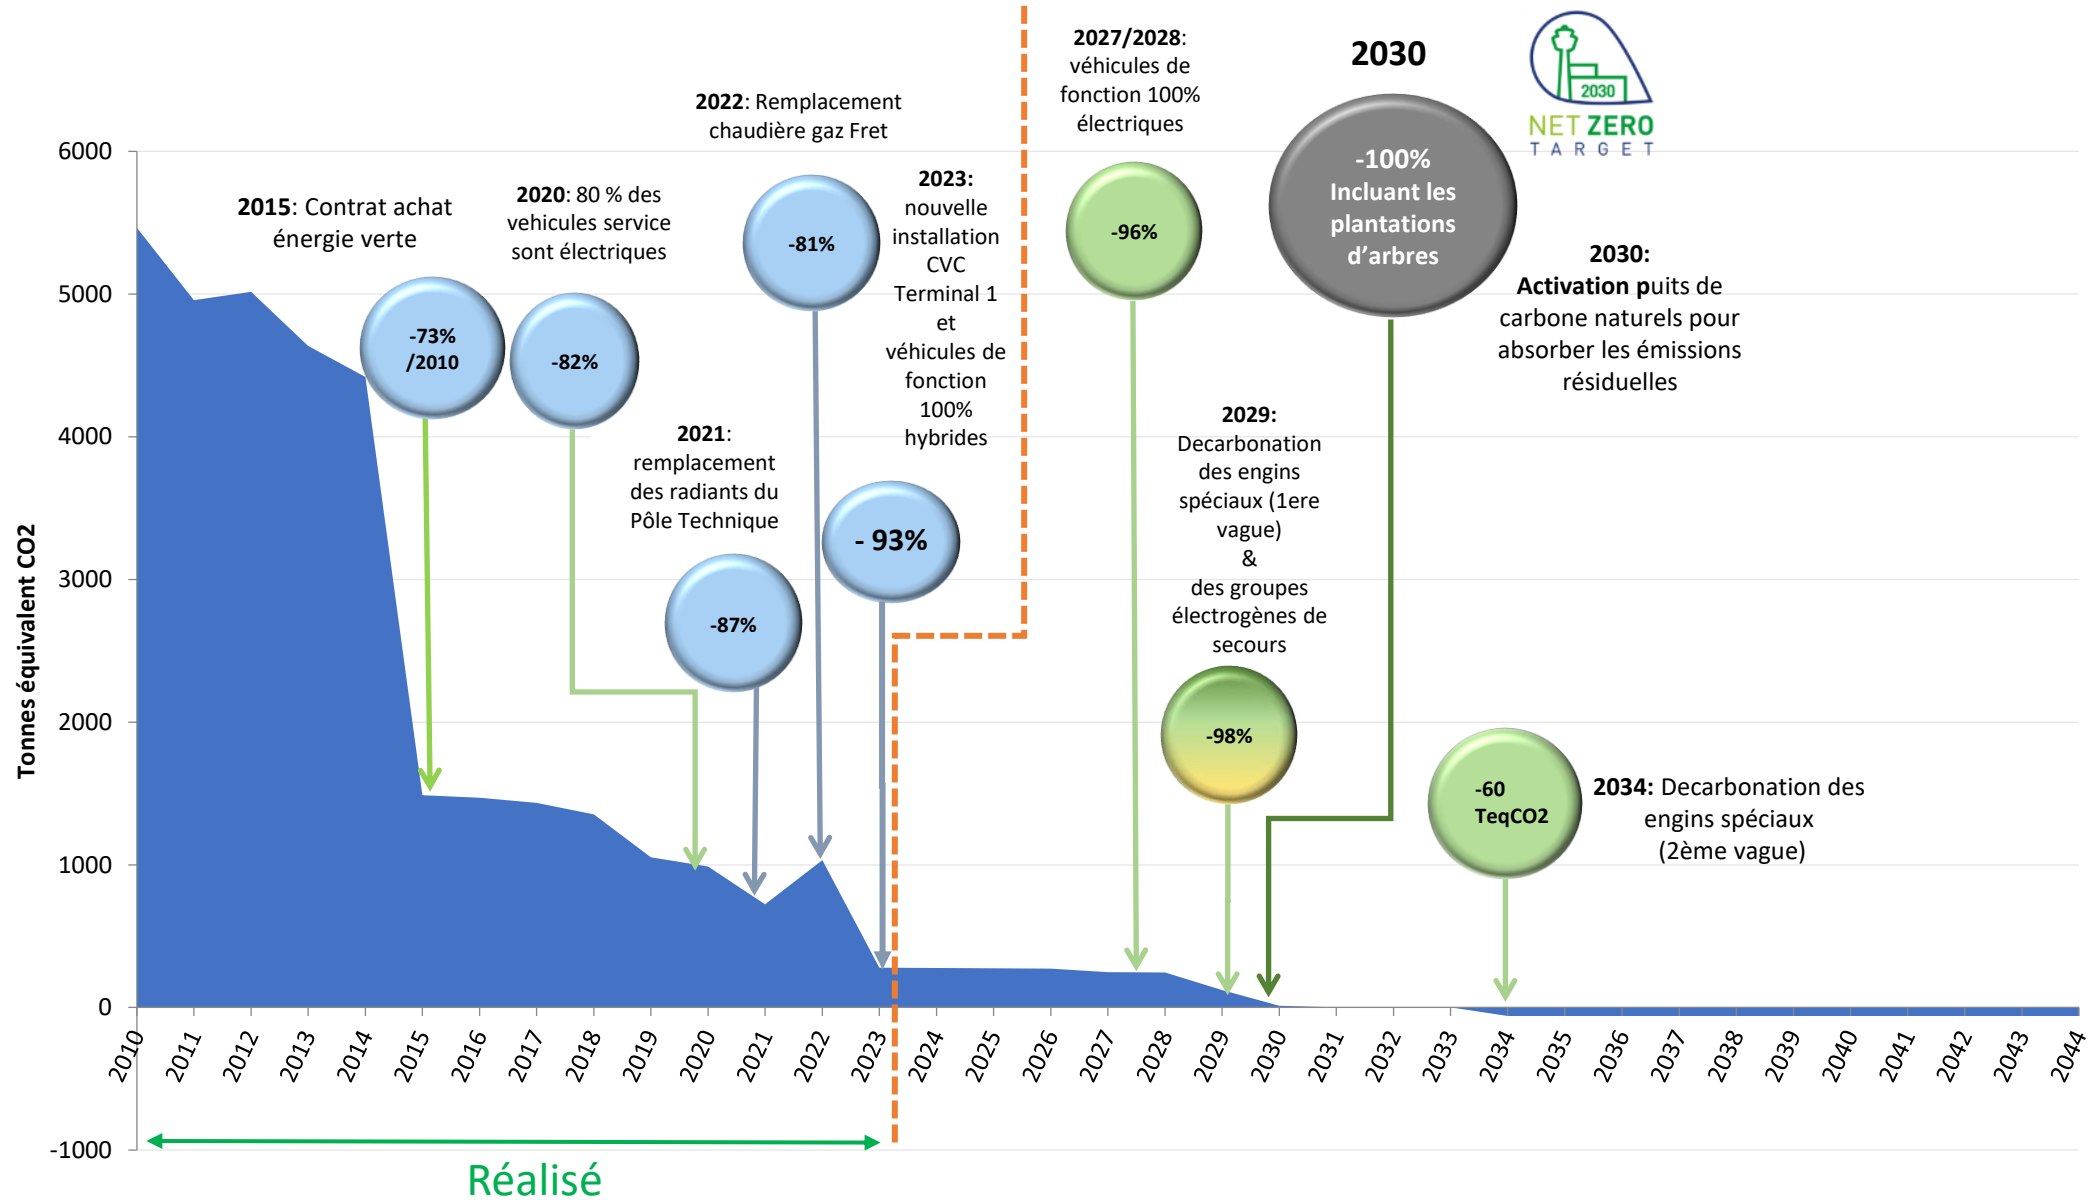 2015: Contrat achat
énergie verte
-73%
/2010
2020: 80 % des
vehicules service
sont électriques
-82%
2021:
remplacement
des radiants du
Pôle Technique
-87%
2022: Remplacement
chaudière gaz Fret
-81%
2023:
nouvelle
installation
CVC
Terminal 1
et
véhicules de
fonction
100%
hybrides
- 93%
2027/2028:
véhicules de
fonction 100%
électriques
-96%
2029:
Decarbonation
des engins
spéciaux (1ere
vague)
&
des groupes
électrogènes de
secours
-98%
2030
-100%
Incluant les
plantations
d’arbres
2030
NET ZERO
TARGET
2030:
Activation puits de
carbone naturels pour
absorber les émissions
résiduelles
-60
TeqCO2
2034: Decarbonation des
engins spéciaux
(2ème vague)
Tonnes équivalent CO2
6000
5000
4000
3000
2000
1000
0
-1000
2010
2011
2012
2013
2014
2015
2016
2017
2018
2019
2020
2021
2022
2023
2024
2025
2026
2027
2028
2029
2030
2031
2032
2033
2034
2035
2036
2037
2038
2039
2040
2041
2042
2043
2044
Réalisé